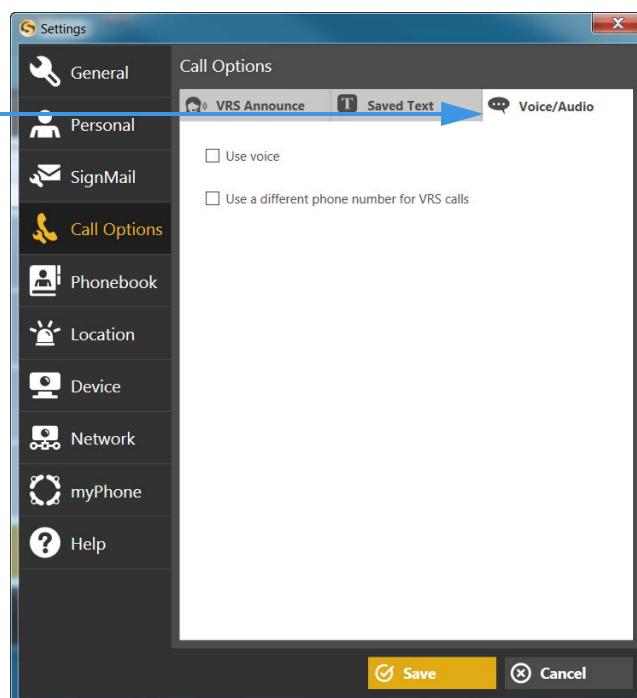 Settings
General
Personal
SignMail
Call Options
Phonebook
Location
Device
Network
myPhone
Help
Call Options
VRS Announce
T Saved Text
Voice/Audio
Use voice
Use a different phone number for VRS calls
Save
Cancel